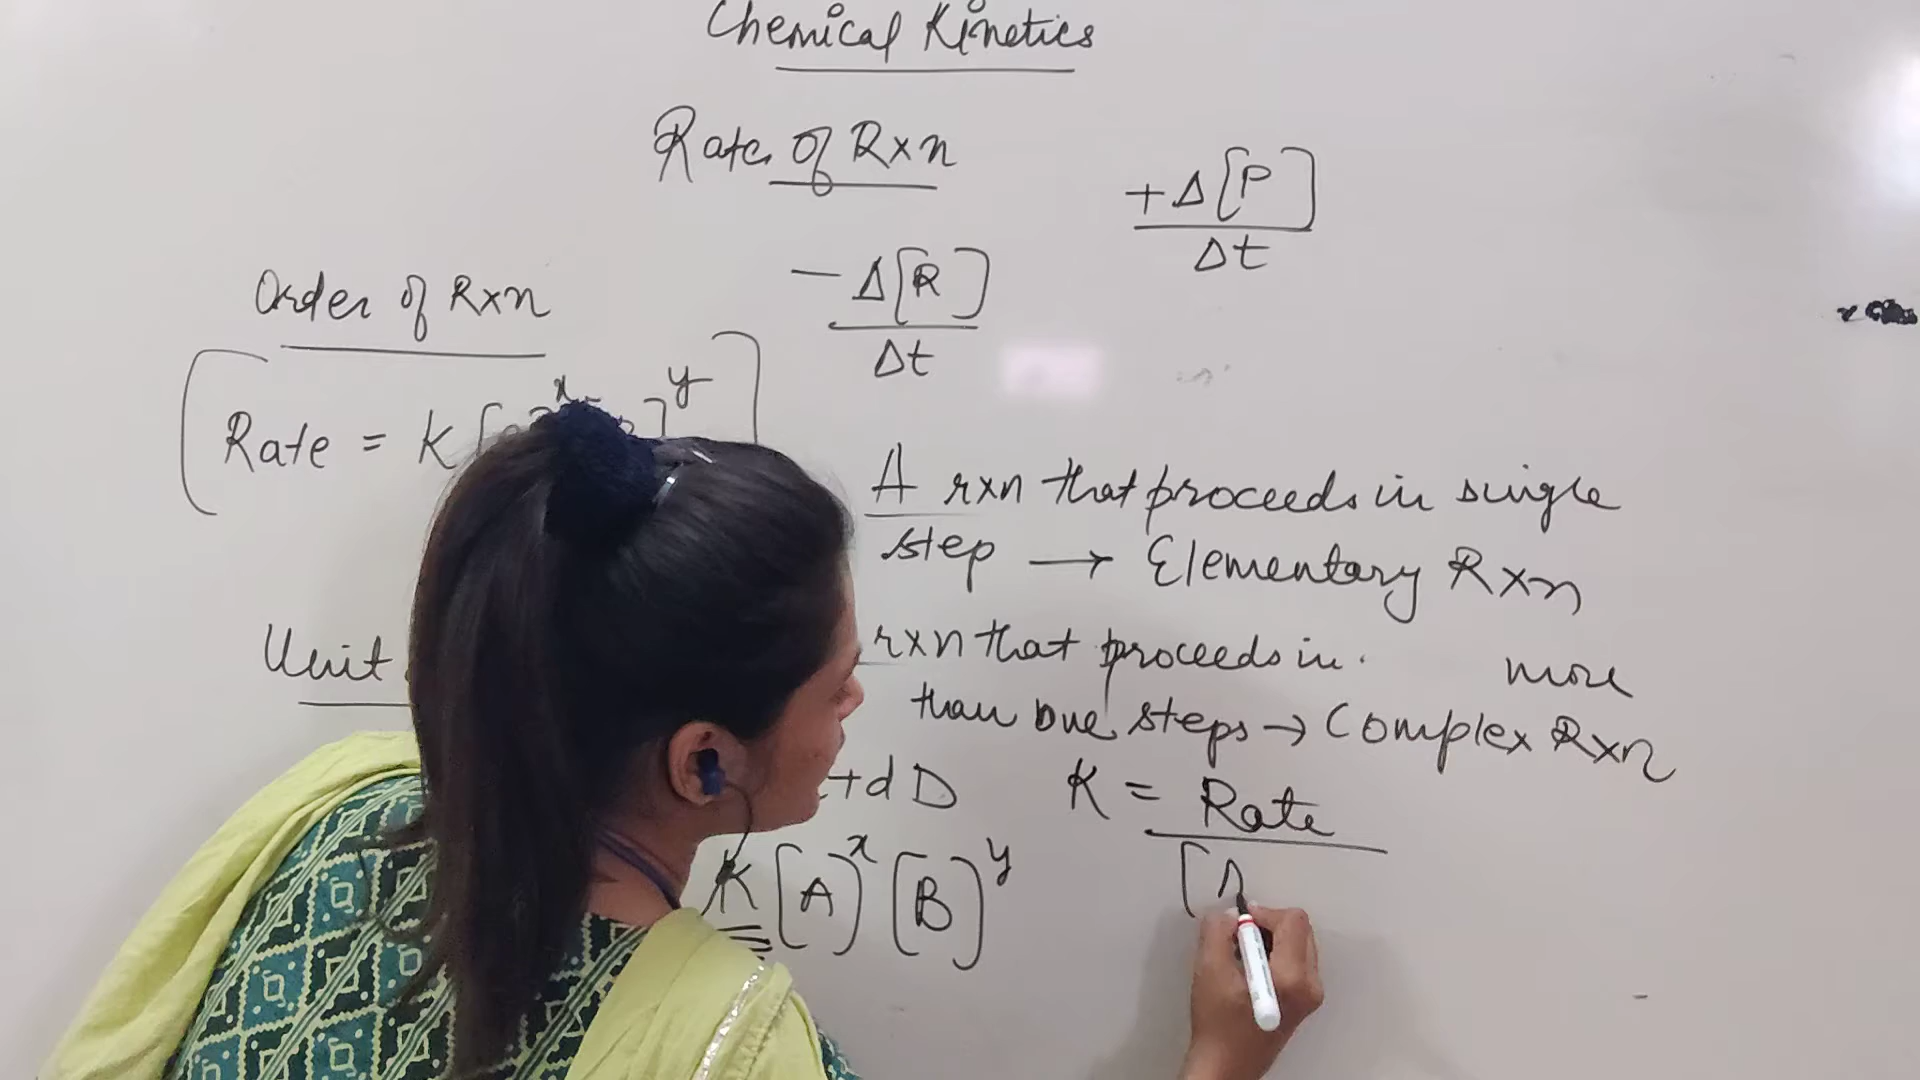 Chemical Kinetics
Rate of Rxn
+Δ[P]
Δt
-Δ[R]
Δt
Order of Rxn
Rate = K[ ]^x ]^y
A rxn that proceeds in single
step → Elementary Rxn
Unit
rxn that proceeds in more
than one steps → Complex Rxn
+dD
K = Rate
[A
K[A]^x [B]^y